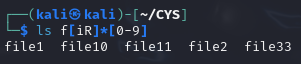 ┌──(kali㉿kali)-[~/CYS]
└─$ ls f[iR]*[0-9]
file1  file10  file11  file2  file33